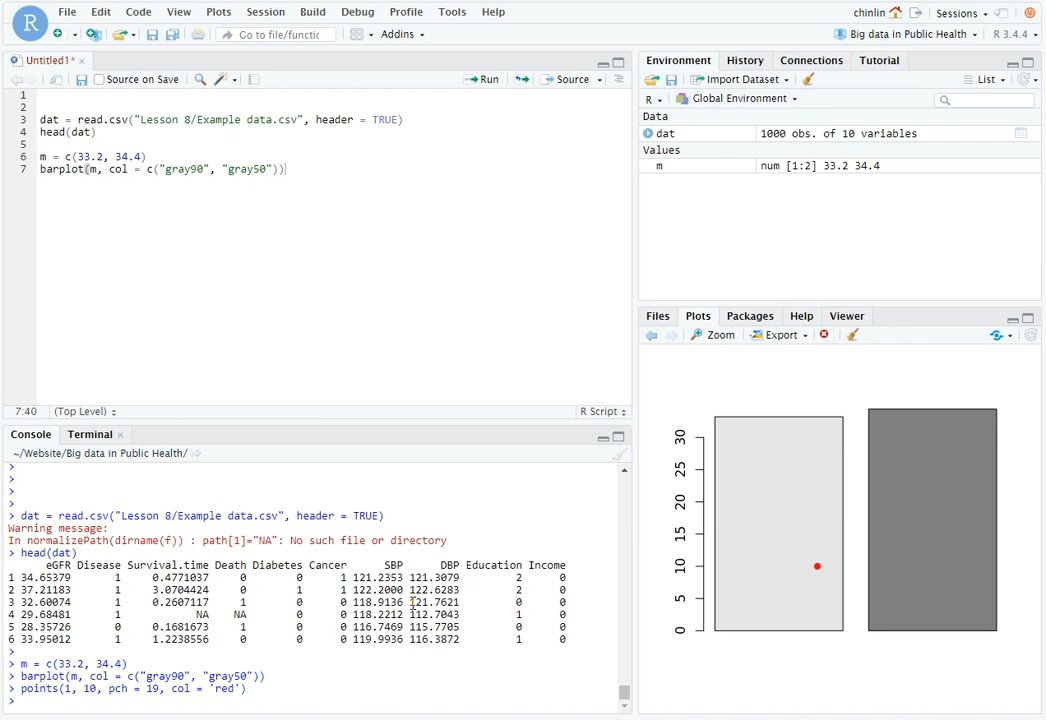 R
File Edit Code View Plots Session Build Debug Profile Tools Help
chinlin Sessions
Go to file/functic Addins
Big data in Public Health R 3.4.4
Untitled1* ×
Source on Save Run Source
1
2
3 dat = read.csv("Lesson 8/Example data.csv", header = TRUE)
4 head(dat)
5
6 m = c(33.2, 34.4)
7 barplot(m, col = c("gray90", "gray50"))
7:40 (Top Level) R Script
Console Terminal ×
~/Website/Big data in Public Health/
>
>
>
>
> dat = read.csv("Lesson 8/Example data.csv", header = TRUE)
Warning message:
In normalizePath(dirname(f)) : path[1]="NA": No such file or directory
> head(dat)
eGFR Disease Survival.time Death Diabetes Cancer SBP DBP Education Income
1 34.65379 1 0.4771037 0 0 1 121.2353 121.3079 2 0
2 37.21183 1 3.0704424 0 1 1 122.2000 122.6283 2 0
3 32.60074 1 0.2607117 1 0 0 118.9136 121.7621 0 0
4 29.68481 1 NA NA 0 0 118.2212 112.7043 1 0
5 28.35726 0 0.1681673 1 0 0 116.7469 115.7705 0 0
6 33.95012 1 1.2238556 0 0 0 119.9936 116.3872 1 0
>
> m = c(33.2, 34.4)
> barplot(m, col = c("gray90", "gray50"))
> points(1, 10, pch = 19, col = 'red')
>
Environment History Connections Tutorial
Import Dataset List
R Global Environment
Data
dat 1000 obs. of 10 variables
Values
m num [1:2] 33.2 34.4
Files Plots Packages Help Viewer
Zoom Export
30
25
20
15
10
5
0